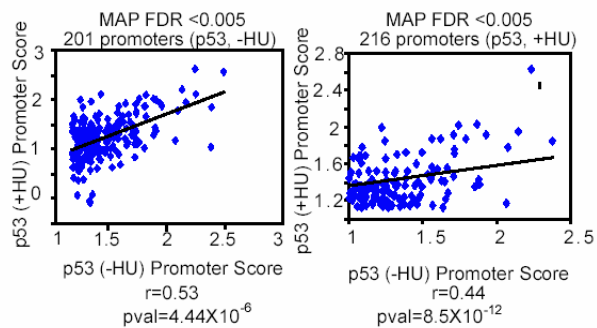 MAP FDR <0.005
201 promoters (p53, -HU)
p53 (+HU) Promoter Score
3
2
1
0
1
1.5
2
2.5
3
p53 (-HU) Promoter Score
r=0.53
pval=4.44X10-6
MAP FDR <0.005
216 promoters (p53, +HU)
p53 (+HU) Promoter Score
2.8
2.4
2
1.6
1.2
1
1.5
2
2.5
p53 (-HU) Promoter Score
r=0.44
pval=8.5X10-12